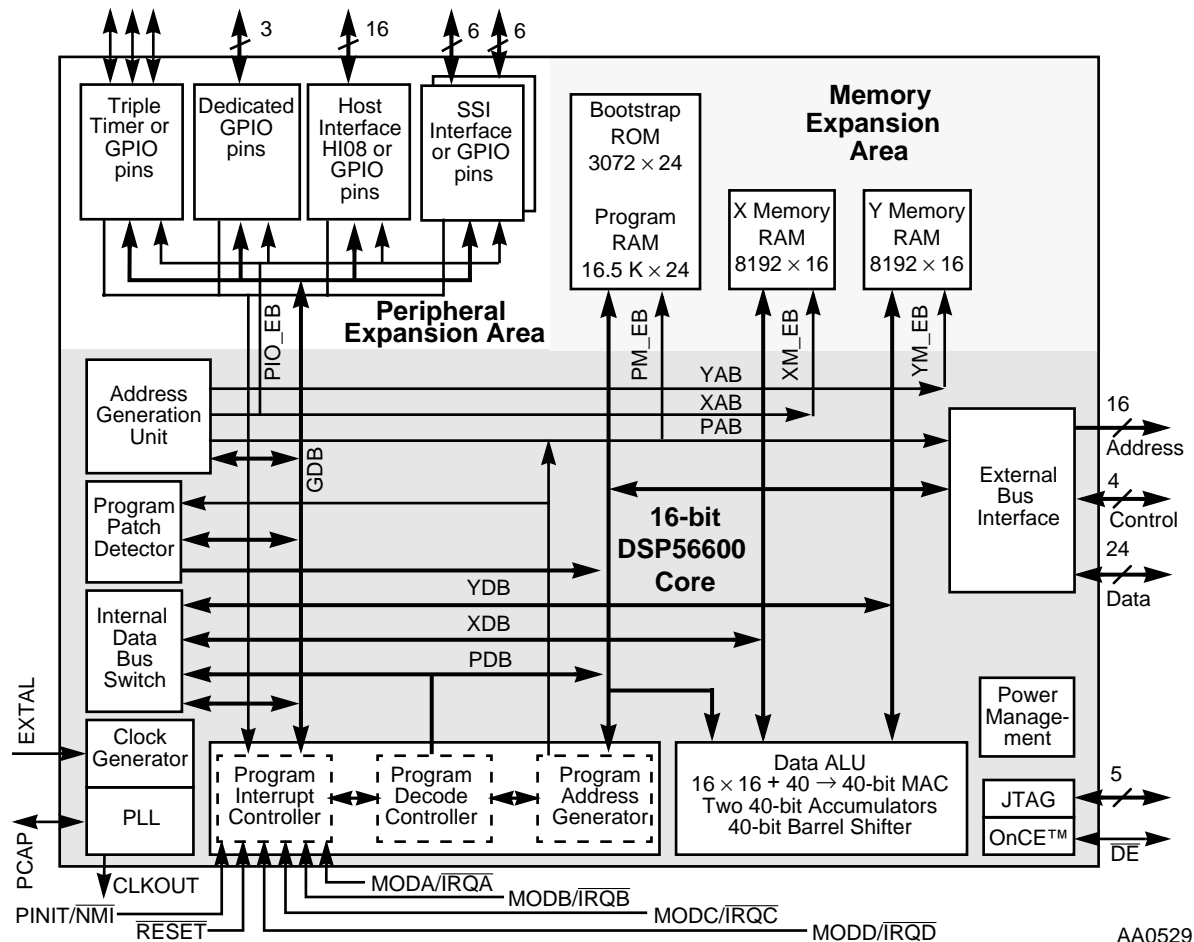 3
16
6
6
Triple
Timer or
GPIO
pins
Dedicated
GPIO
pins
Host
Interface
HI08 or
GPIO
pins
SSI
Interface
or GPIO
pins
Bootstrap
ROM
3072 × 24
Program
RAM
16.5 K × 24
Memory
Expansion
Area
X Memory
RAM
8192 × 16
Y Memory
RAM
8192 × 16
Peripheral
Expansion Area
PIO_EB
PM_EB
XM_EB
YM_EB
Address
Generation
Unit
YAB
XAB
PAB
GDB
External
Bus
Interface
16
Address
4
Control
24
Data
Program
Patch
Detector
16-bit
DSP56600
Core
Internal
Data
Bus
Switch
YDB
XDB
PDB
EXTAL
Clock
Generator
PLL
PCAP
Program
Interrupt
Controller
Program
Decode
Controller
Program
Address
Generator
Data ALU
16 × 16 + 40 → 40-bit MAC
Two 40-bit Accumulators
40-bit Barrel Shifter
Power
Manage-
ment
JTAG
OnCE™
5
DE
CLKOUT
PINIT/NMI
RESET
MODA/IRQA
MODB/IRQB
MODC/IRQC
MODD/IRQD
AA0529